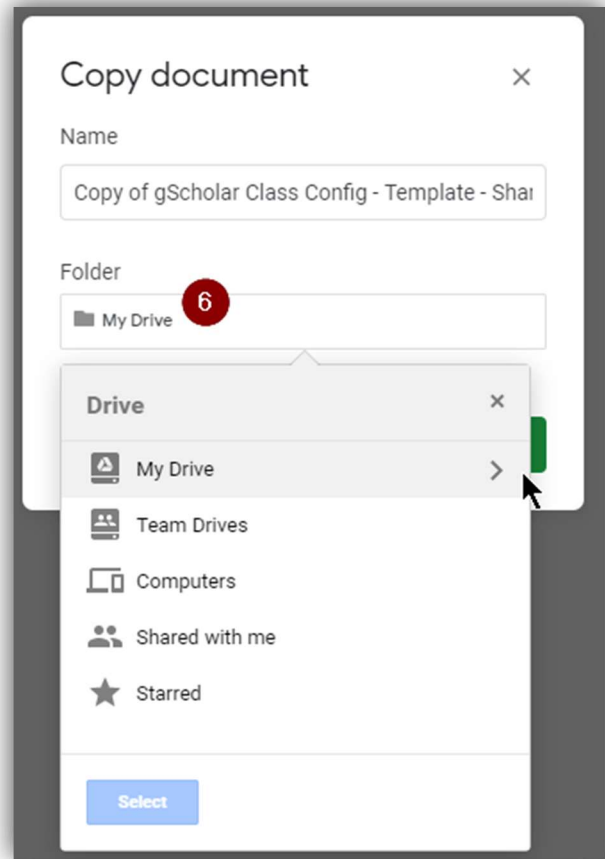 Copy document
Name
Copy of gScholar Class Config - Template - Shar
Folder
My Drive
6
Drive
My Drive
Team Drives
Computers
Shared with me
Starred
Select